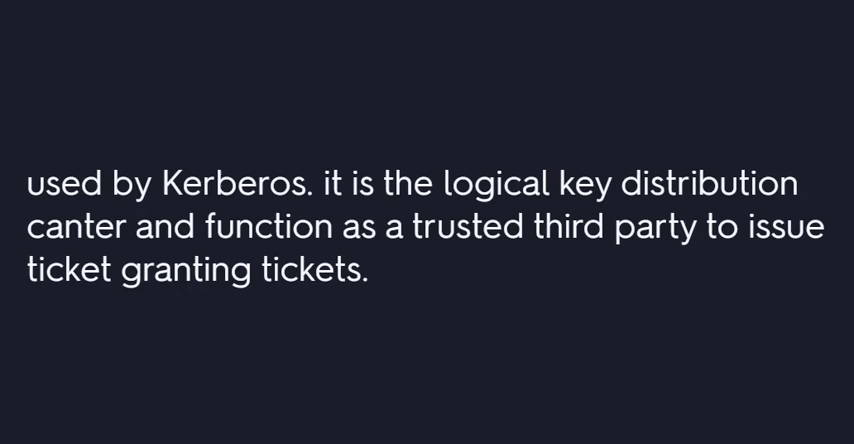 used by Kerberos. it is the logical key distribution
canter and function as a trusted third party to issue
ticket granting tickets.